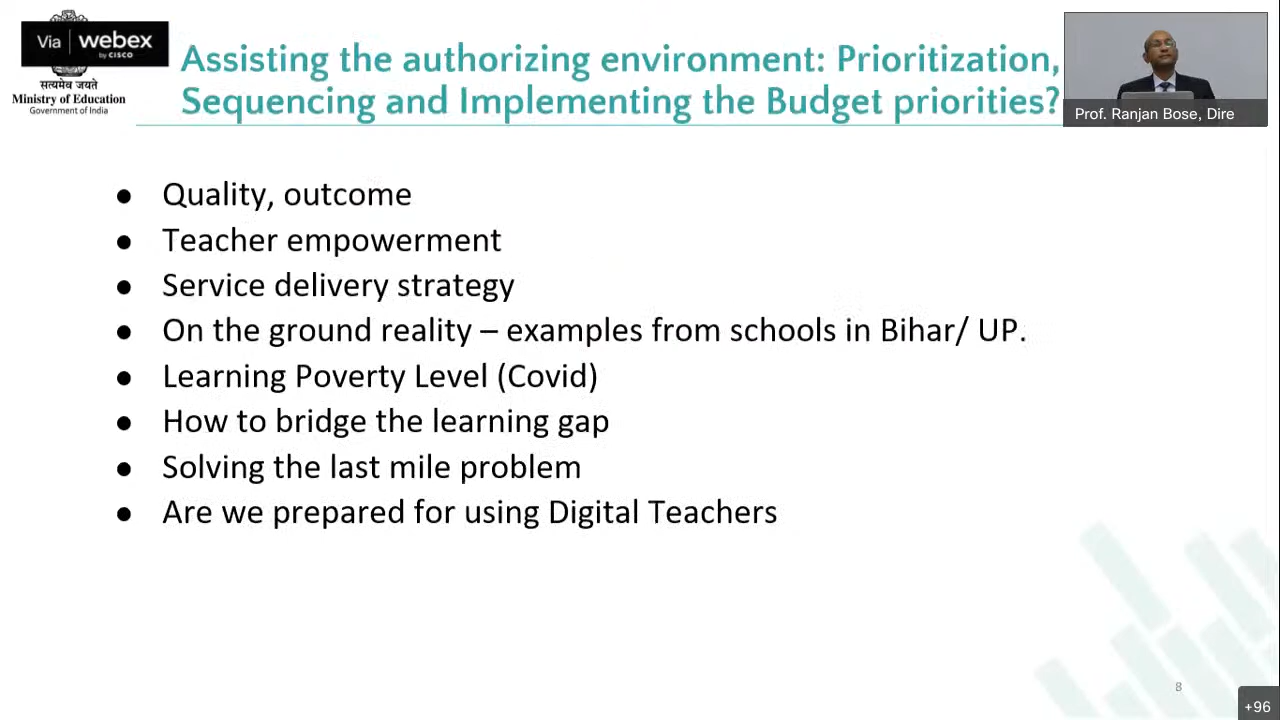 Via webex
by CISCO
सत्यमेव जयते
Ministry of Education
Government of India
Assisting the authorizing environment: Prioritization,
Sequencing and Implementing the Budget priorities?
Prof. Ranjan Bose, Dire
● Quality, outcome
● Teacher empowerment
● Service delivery strategy
● On the ground reality – examples from schools in Bihar/ UP.
● Learning Poverty Level (Covid)
● How to bridge the learning gap
● Solving the last mile problem
● Are we prepared for using Digital Teachers
8
+96